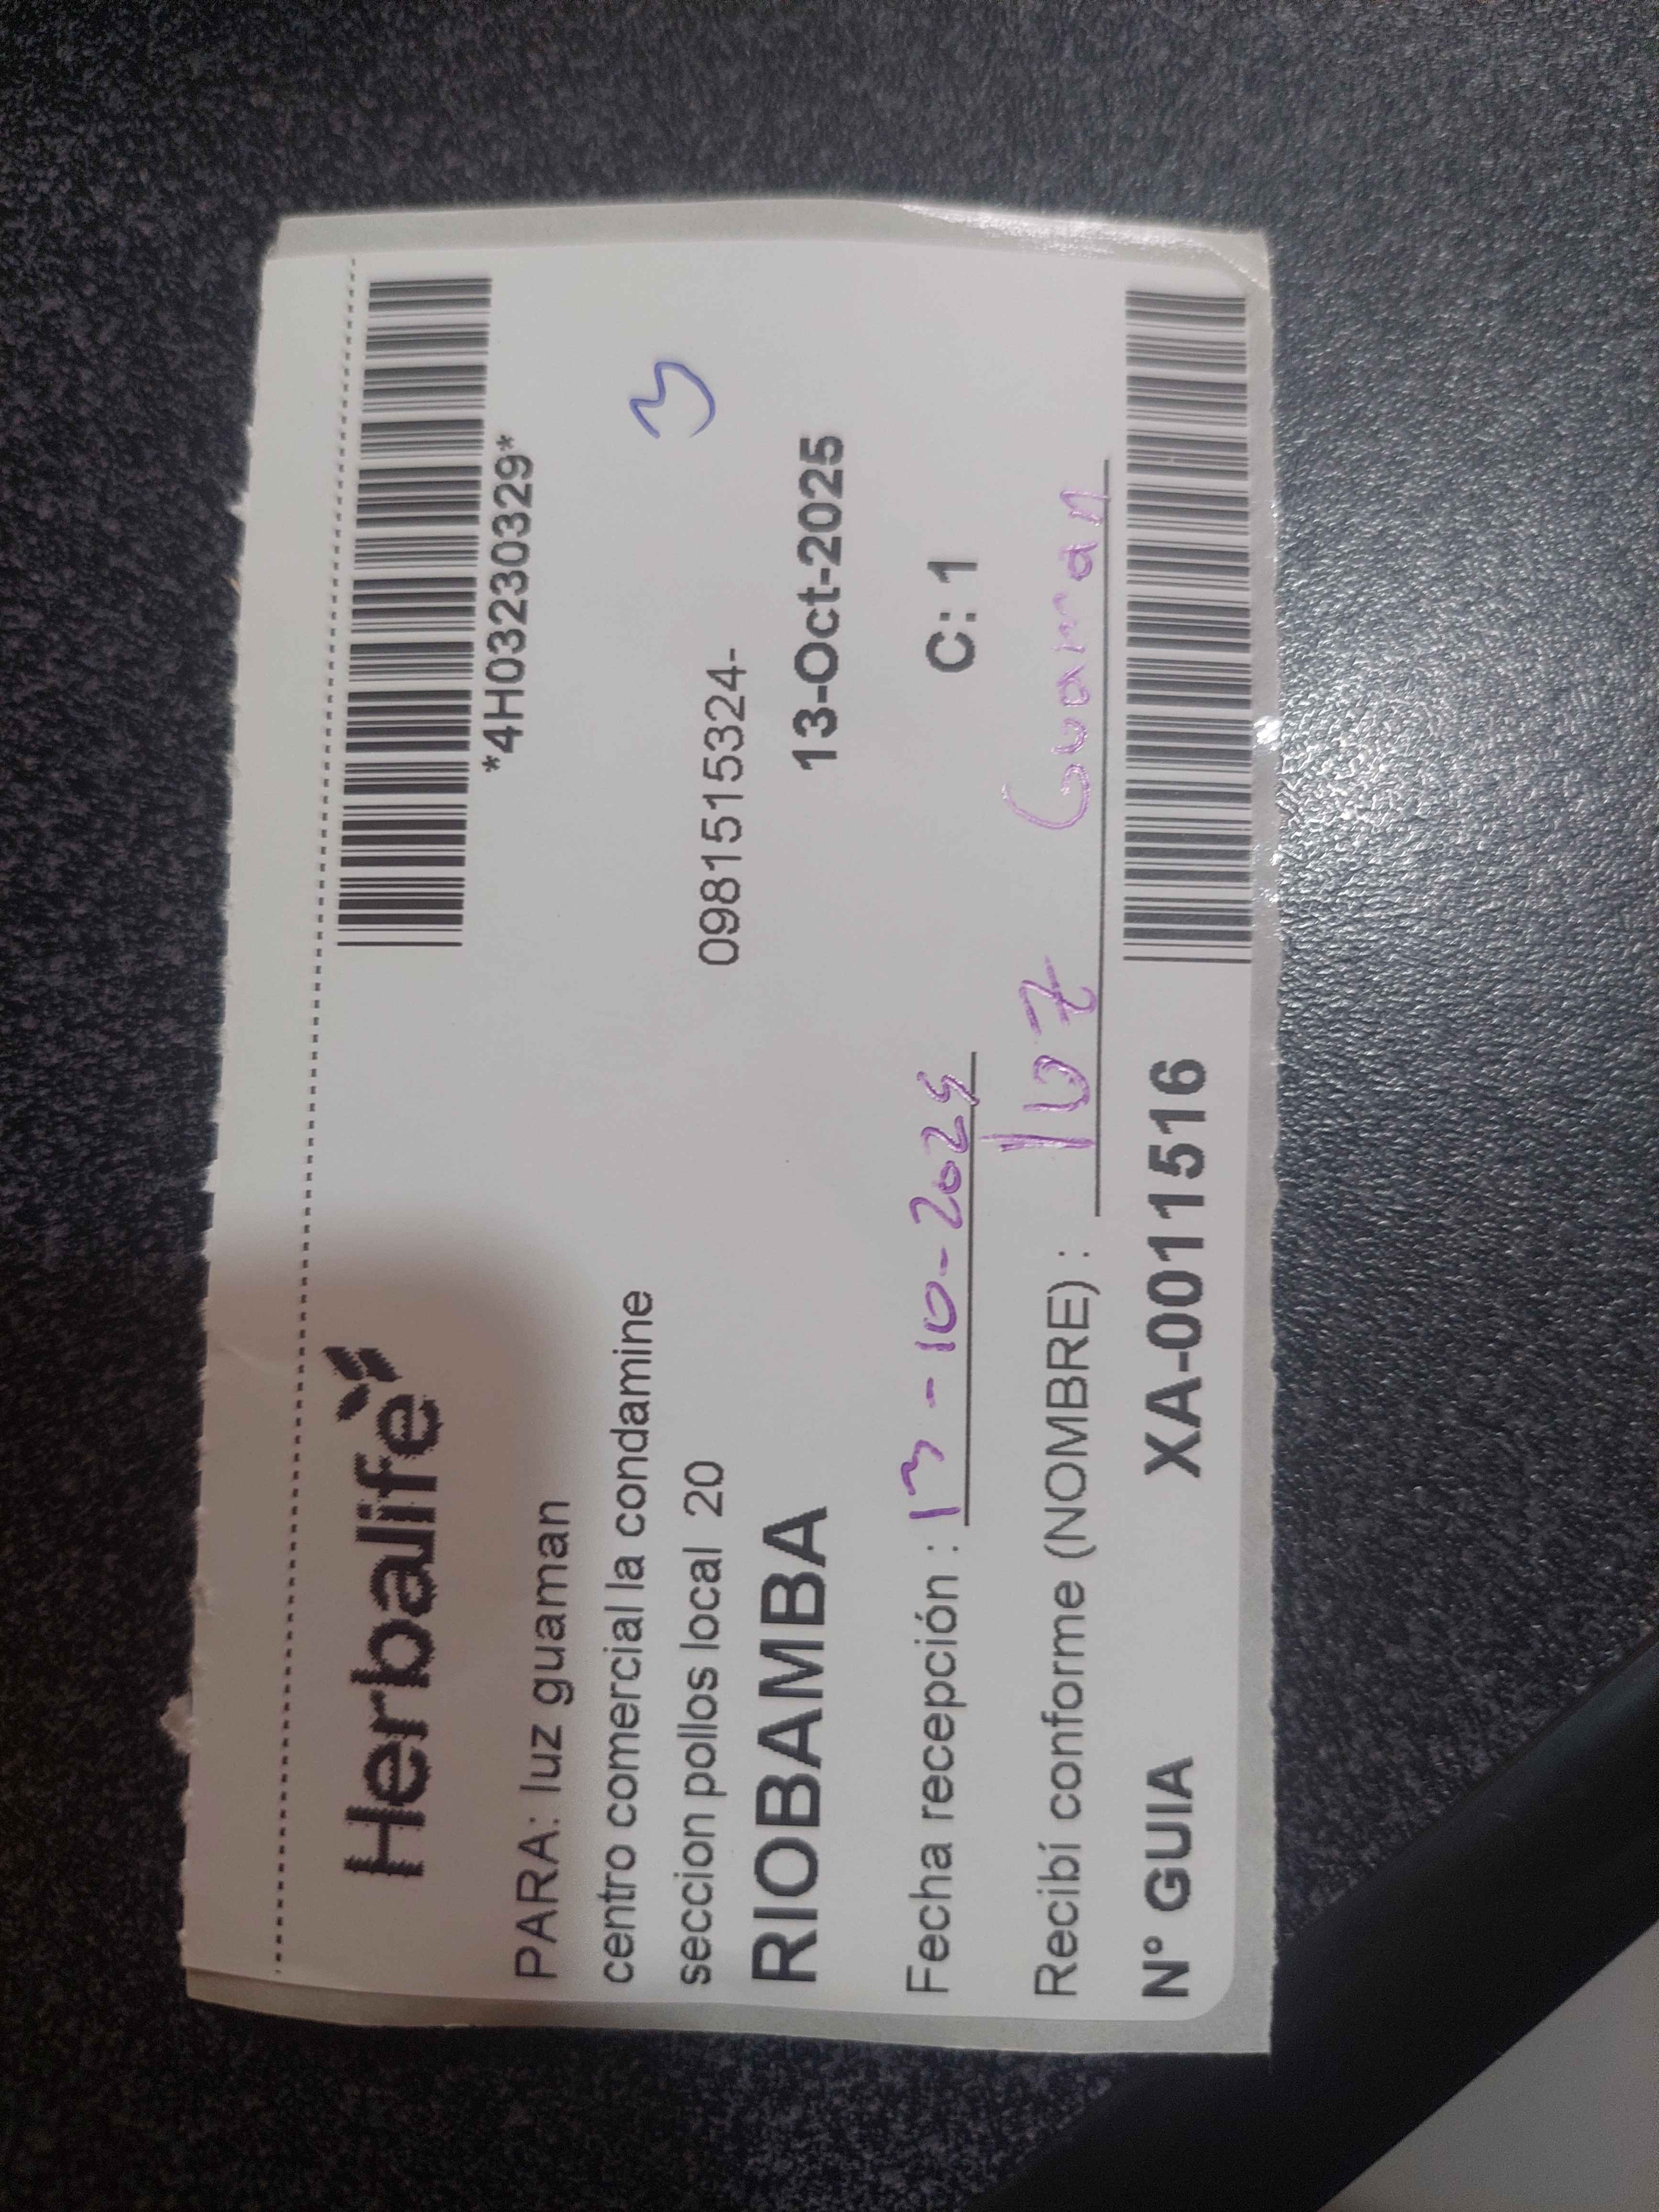 Herbalife
*4H03230329*
PARA: luz guaman
centro comercial la condamine
3
seccion pollos local 20
0981515324-
RIOBAMBA
13-Oct-2025
Fecha recepción : 13-10-2025
C: 1
Recibí conforme (NOMBRE) : luz Guaman
N° GUIA XA-0011516